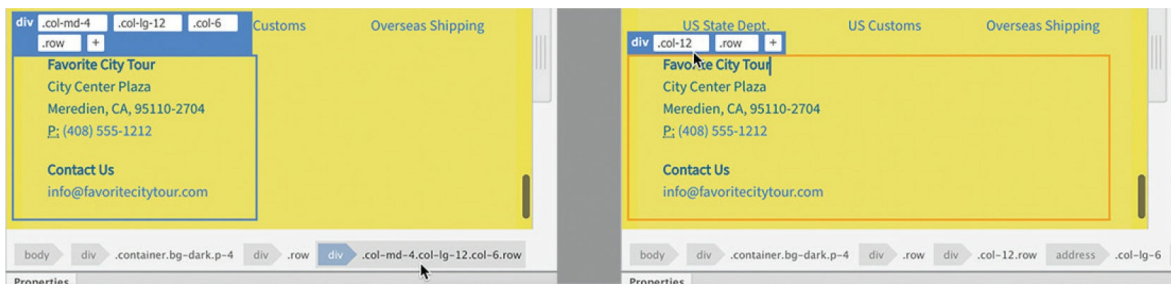 div .col-md-4 .col-lg-12 .col-6 Customs Overseas Shipping
.row +
Favorite City Tour
City Center Plaza
Meredien, CA, 95110-2704
P: (408) 555-1212
Contact Us
info@favoritecitytour.com
body div .container.bg-dark.p-4 div .row div .col-md-4.col-lg-12.col-6.row
Properties
US State Dept. US Customs Overseas Shipping
div .col-12 .row +
Favorite City Tour
City Center Plaza
Meredien, CA, 95110-2704
P: (408) 555-1212
Contact Us
info@favoritecitytour.com
body div .container.bg-dark.p-4 div .row div .col-12.row address .col-lg-6
Properties